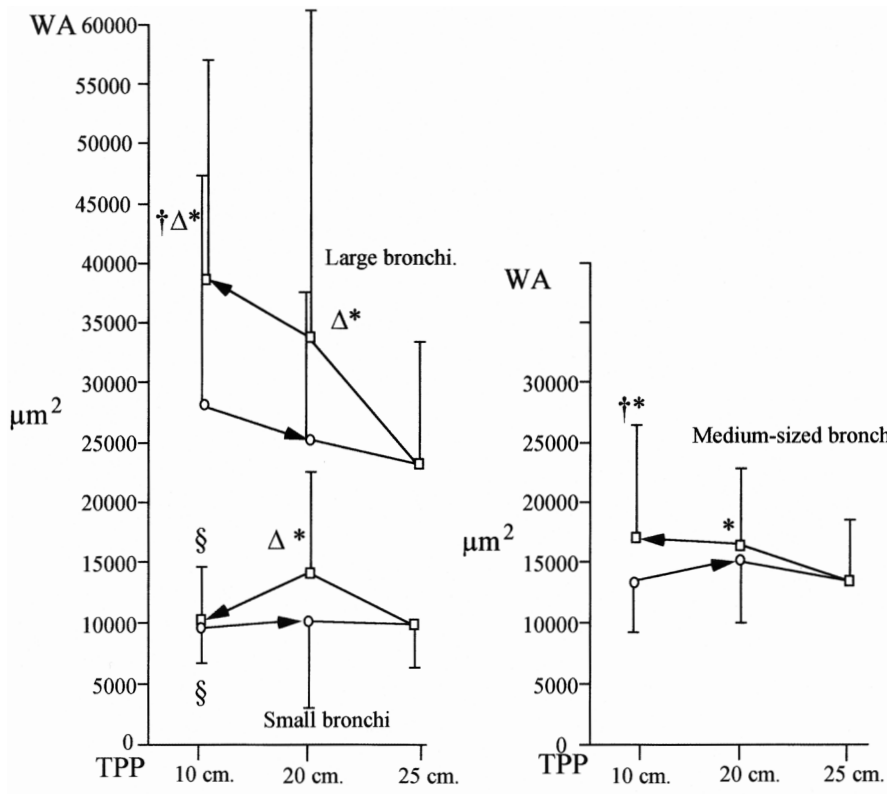 WA 60000
55000
50000
45000
†Δ*
40000
Large bronchi.
35000
Δ*
30000
μm²
25000
20000
§
Δ *
15000
10000
5000
§
Small bronchi
0
TPP
10 cm.
20 cm.
25 cm.
WA
30000
†*
25000
Medium-sized bronch
20000
*
μm²
15000
10000
5000
0
TPP
10 cm.
20 cm.
25 cm.